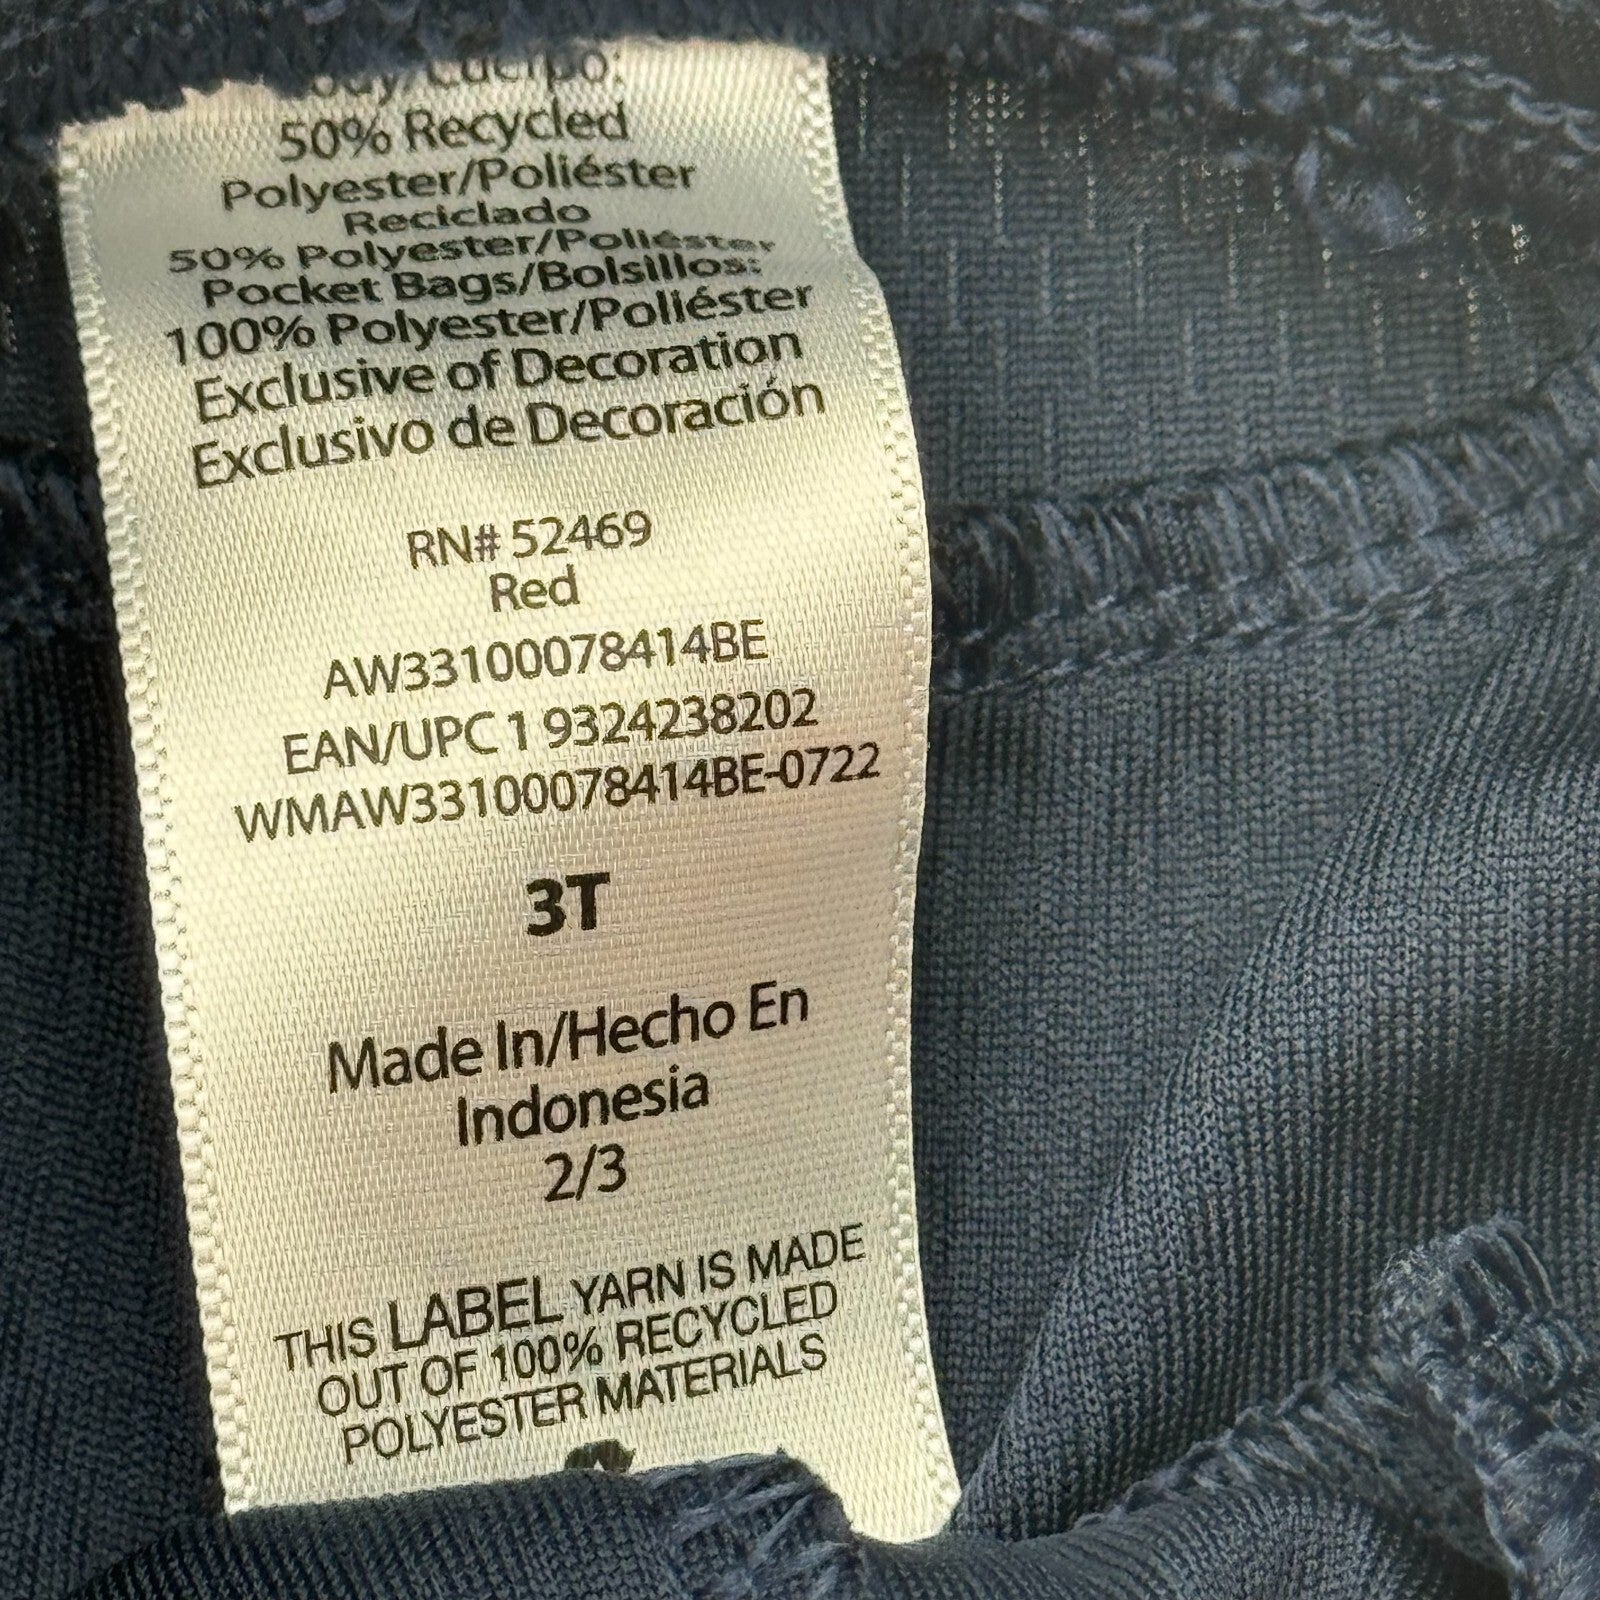 Body/Cuerpo:
50% Recycled
Polyester/Poliéster
Reciclado
50% Polyester/Poliéster
Pocket Bags/Bolsillos:
100% Polyester/Poliéster
Exclusive of Decoration
Exclusivo de Decoración
RN# 52469
Red
AW33100078414BE
EAN/UPC 1 9324238202
WMAW33100078414BE-0722
3T
Made In/Hecho En
Indonesia
2/3
THIS LABEL YARN IS MADE
OUT OF 100% RECYCLED
POLYESTER MATERIALS